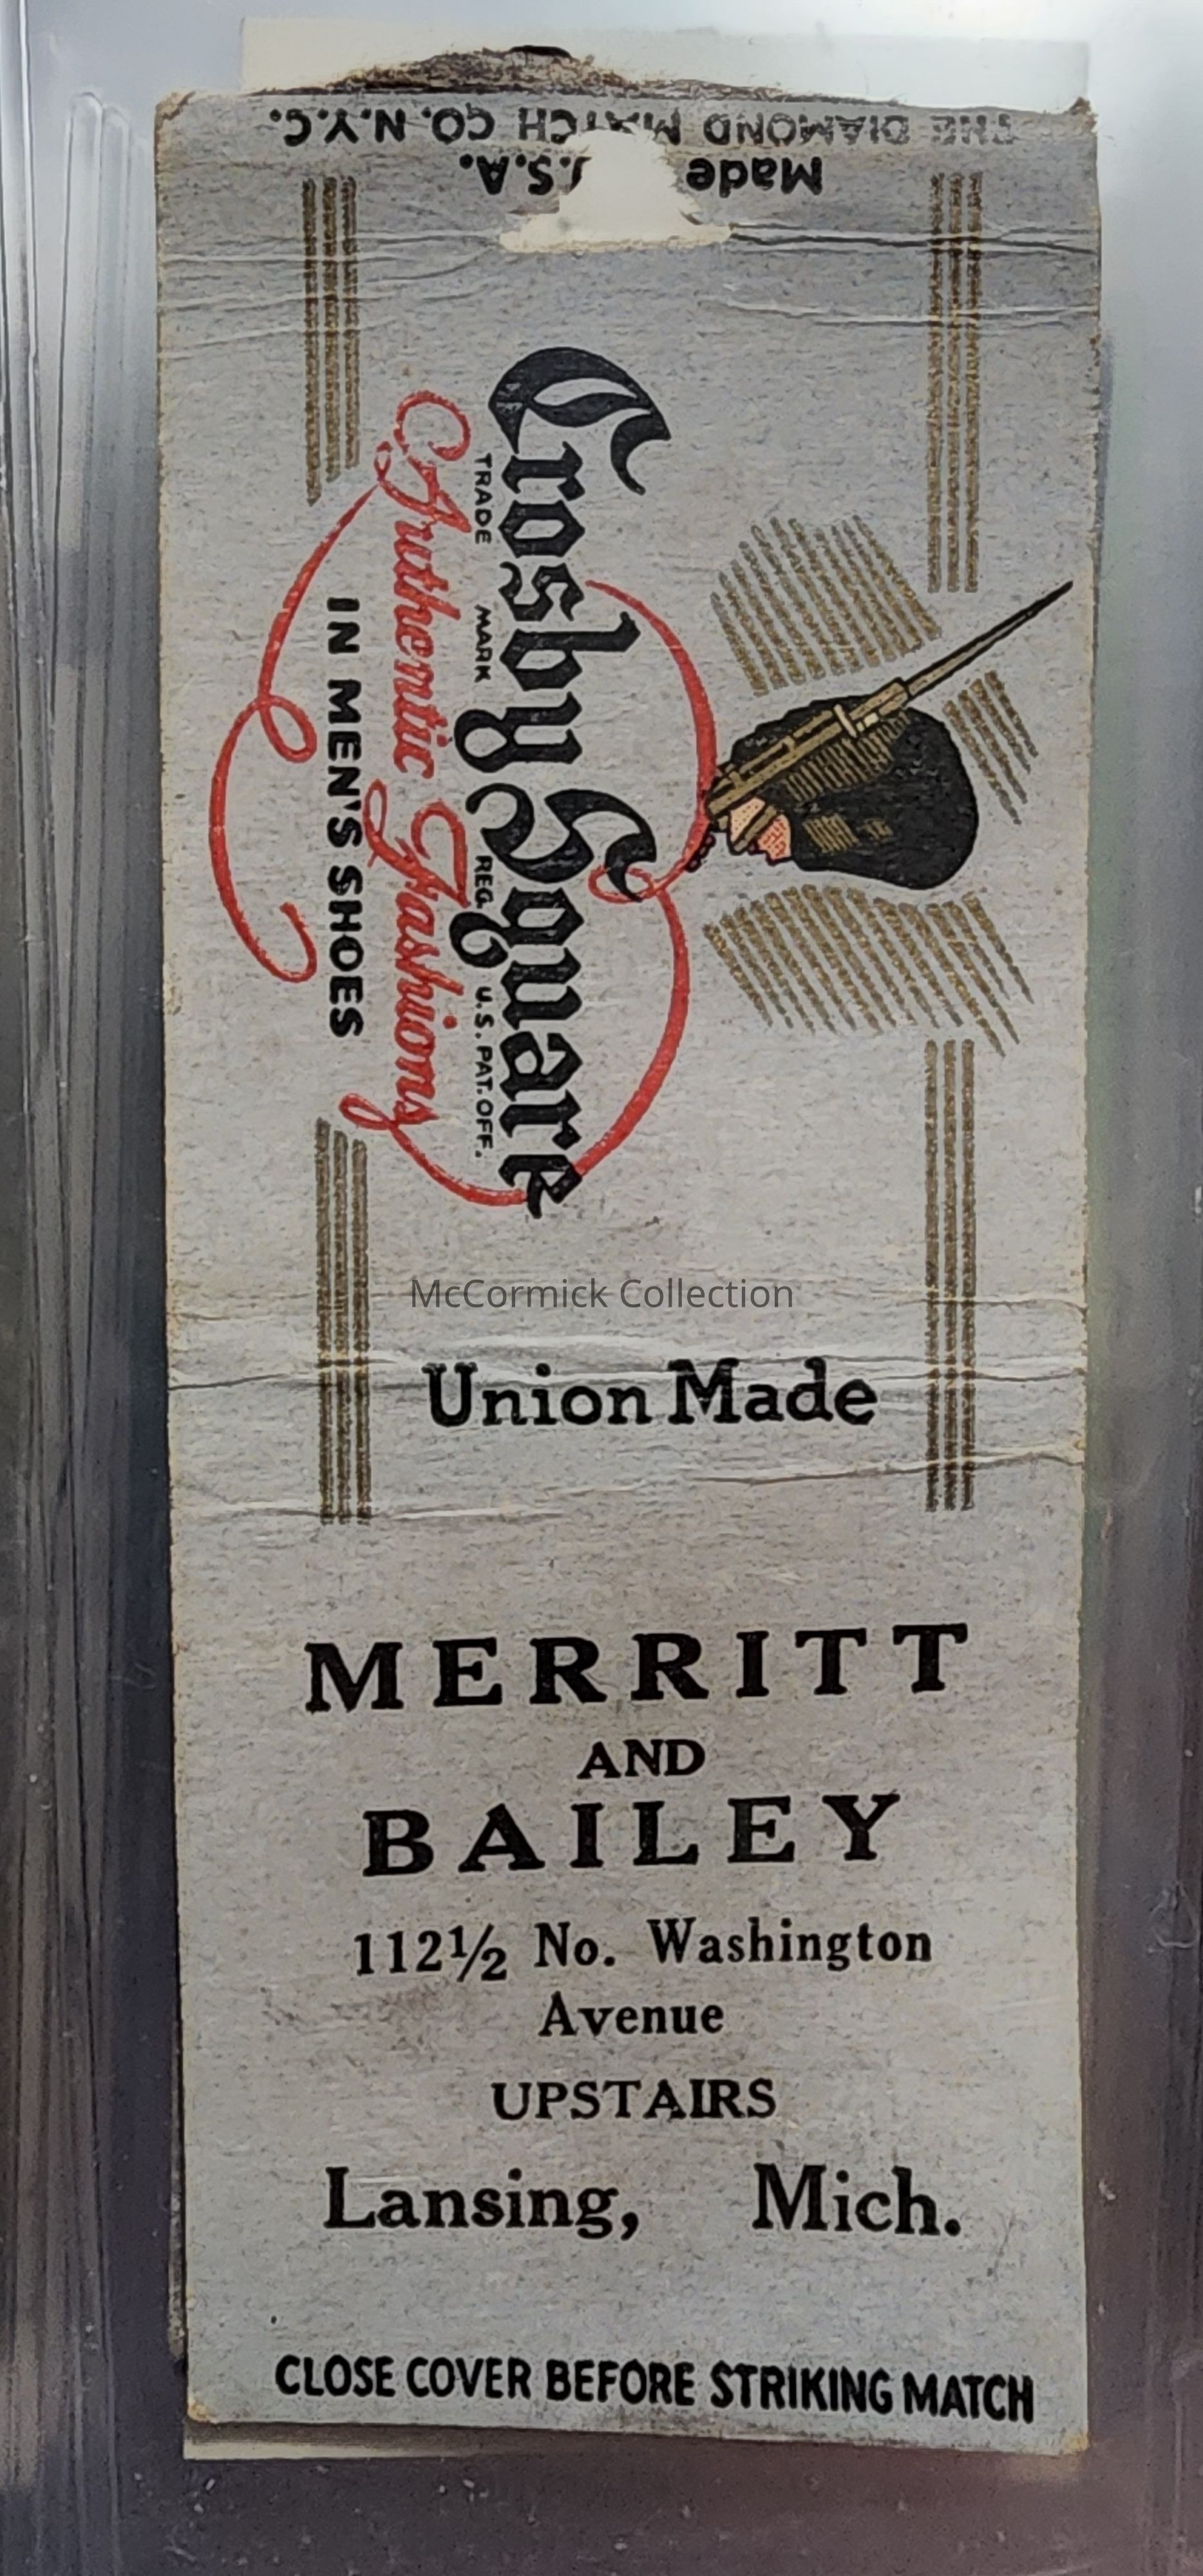 THE DIAMOND MATCH CO. N.Y.C.
Made U.S.A.
Crosby Square
TRADE MARK REG. U.S. PAT. OFF.
Authentic Fashions
IN MEN'S SHOES
McCormick Collection
Union Made
MERRITT
AND
BAILEY
112½ No. Washington
Avenue
UPSTAIRS
Lansing, Mich.
CLOSE COVER BEFORE STRIKING MATCH